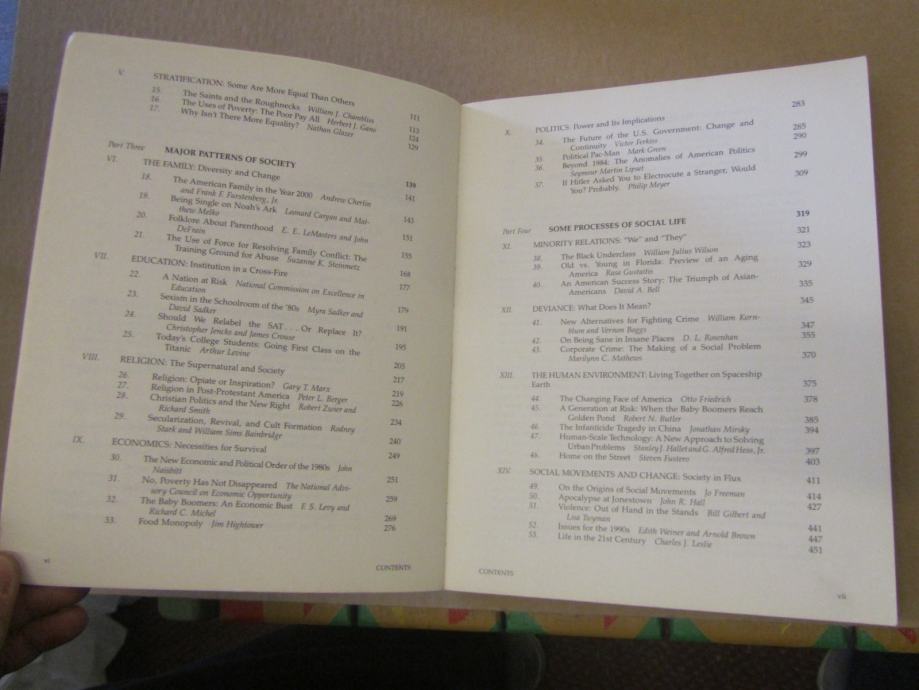 V. STRATIFICATION: Some Are More Equal Than Others 111
15. The Saints and the Roughnecks William J. Chambliss 113
16. The Uses of Poverty: The Poor Pay All Herbert J. Gans 124
17. Why Isn't There More Equality? Nathan Glazer 129
Part Three MAJOR PATTERNS OF SOCIETY 139
VI. THE FAMILY: Diversity and Change 141
18. The American Family in the Year 2000 Andrew Cherlin
and Frank F. Furstenberg, Jr. 143
19. Being Single on Noah's Ark Leonard Cargan and Mat-
thew Melko 151
20. Folklore About Parenthood E. E. LeMasters and John
DeFrain 155
21. The Use of Force for Resolving Family Conflict: The
Training Ground for Abuse Suzanne K. Steinmetz 168
VII. EDUCATION: Institution in a Cross-Fire 177
22. A Nation at Risk National Commission on Excellence in
Education 179
23. Sexism in the Schoolroom of the '80s Myra Sadker and
David Sadker 191
24. Should We Relabel the SAT . . . Or Replace It?
Christopher Jencks and James Crouse 195
25. Today's College Students: Going First Class on the
Titanic Arthur Levine 205
VIII. RELIGION: The Supernatural and Society 217
26. Religion: Opiate or Inspiration? Gary T. Marx 219
27. Religion in Post-Protestant America Peter L. Berger 226
28. Christian Politics and the New Right Robert Zwier and
Richard Smith 234
29. Secularization, Revival, and Cult Formation Rodney
Stark and William Sims Bainbridge 240
IX. ECONOMICS: Necessities for Survival 249
30. The New Economic and Political Order of the 1980s John
Naisbitt 251
31. No, Poverty Has Not Disappeared The National Advi-
sory Council on Economic Opportunity 259
32. The Baby Boomers: An Economic Bust F. S. Levy and
Richard C. Michel 269
33. Food Monopoly Jim Hightower 276
vi CONTENTS
X. POLITICS: Power and Its Implications 283
34. The Future of the U.S. Government: Change and
Continuity Victor Ferkiss 285
35. Political Pac-Man Mark Green 290
36. Beyond 1984: The Anomalies of American Politics
Seymour Martin Lipset 299
37. If Hitler Asked You to Electrocute a Stranger, Would
You? Probably. Philip Meyer 309
Part Four SOME PROCESSES OF SOCIAL LIFE 319
XI. MINORITY RELATIONS: "We" and "They" 321
38. The Black Underclass William Julius Wilson 323
39. Old vs. Young in Florida: Preview of an Aging
America Rasa Gustaitis 329
40. An American Success Story: The Triumph of Asian-
Americans David A. Bell 335
XII. DEVIANCE: What Does It Mean? 345
41. New Alternatives for Fighting Crime William Korn-
blum and Vernon Boggs 347
42. On Being Sane in Insane Places D. L. Rosenhan 355
43. Corporate Crime: The Making of a Social Problem
Marilynn C. Mathews 370
XIII. THE HUMAN ENVIRONMENT: Living Together on Spaceship
Earth 375
44. The Changing Face of America Otto Friedrich 378
45. A Generation at Risk: When the Baby Boomers Reach
Golden Pond Robert N. Butler 385
46. The Infanticide Tragedy in China Jonathan Mirsky 394
47. Human-Scale Technology: A New Approach to Solving
Urban Problems Stanley J. Hallet and G. Alfred Hess, Jr. 397
48. Home on the Street Steven Fustero 403
XIV. SOCIAL MOVEMENTS AND CHANGE: Society in Flux 411
49. On the Origins of Social Movements Jo Freeman 414
50. Apocalypse at Jonestown John R. Hall 427
51. Violence: Out of Hand in the Stands Bill Gilbert and
Lisa Twyman 441
52. Issues for the 1990s Edith Weiner and Arnold Brown 447
53. Life in the 21st Century Charles J. Leslie 451
CONTENTS vii